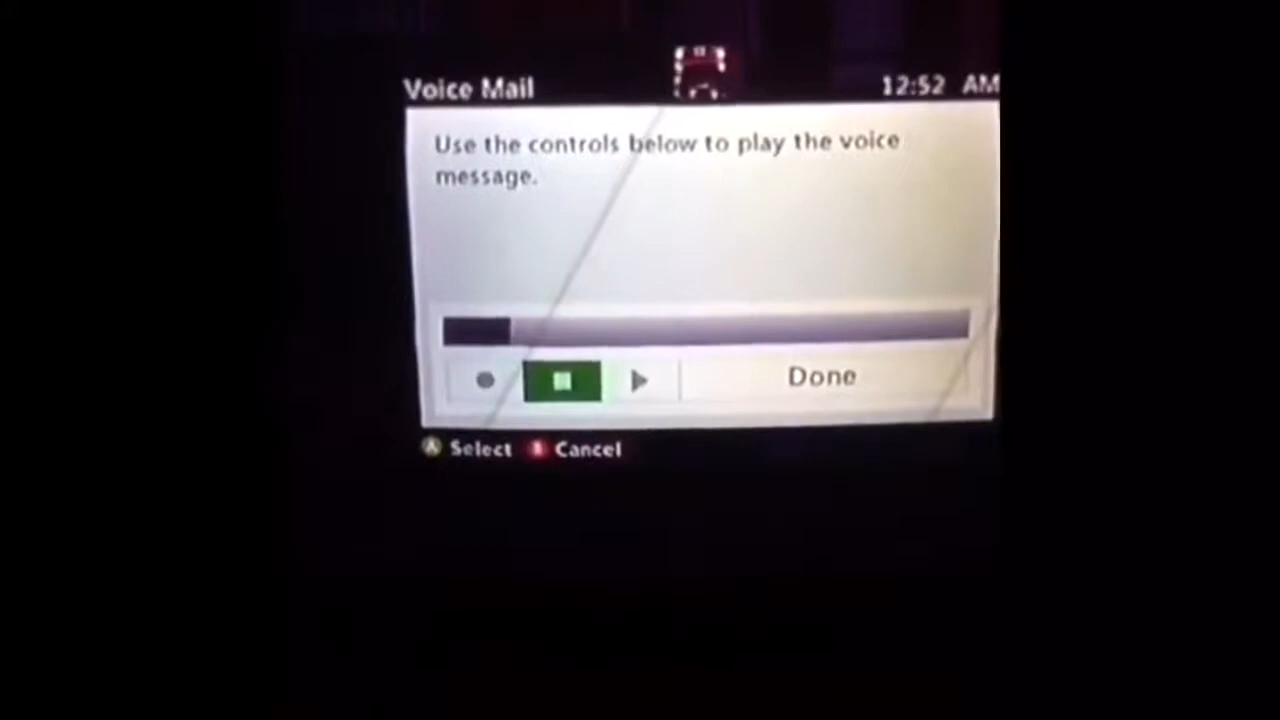 Voice Mail
12:52 AM
Use the controls below to play the voice
message.
Done
A Select B Cancel